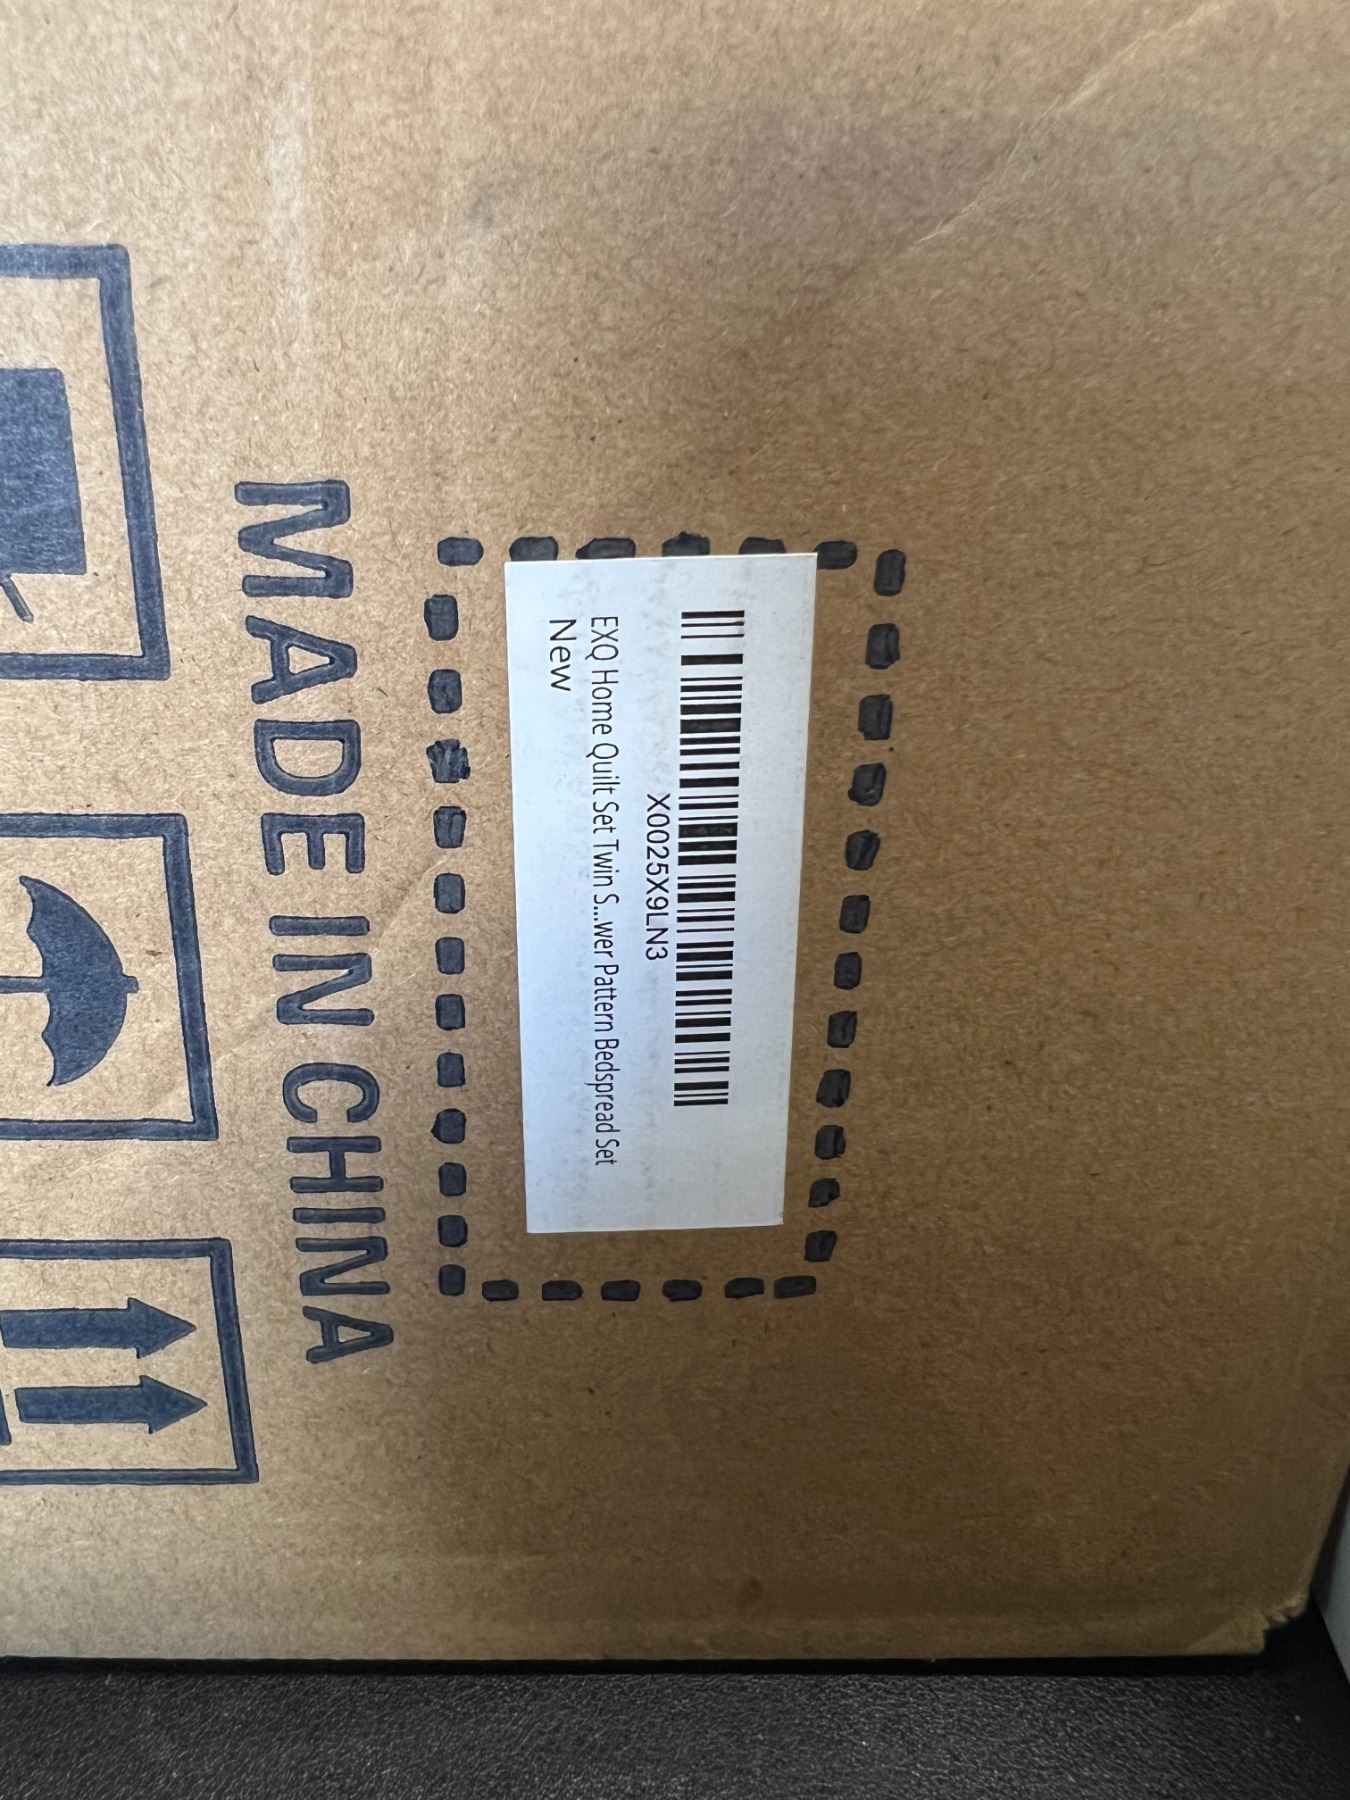 X0025X9LN3
EXQ Home Quilt Set Twin S...wer Pattern Bedspread Set
New
MADE IN CHINA